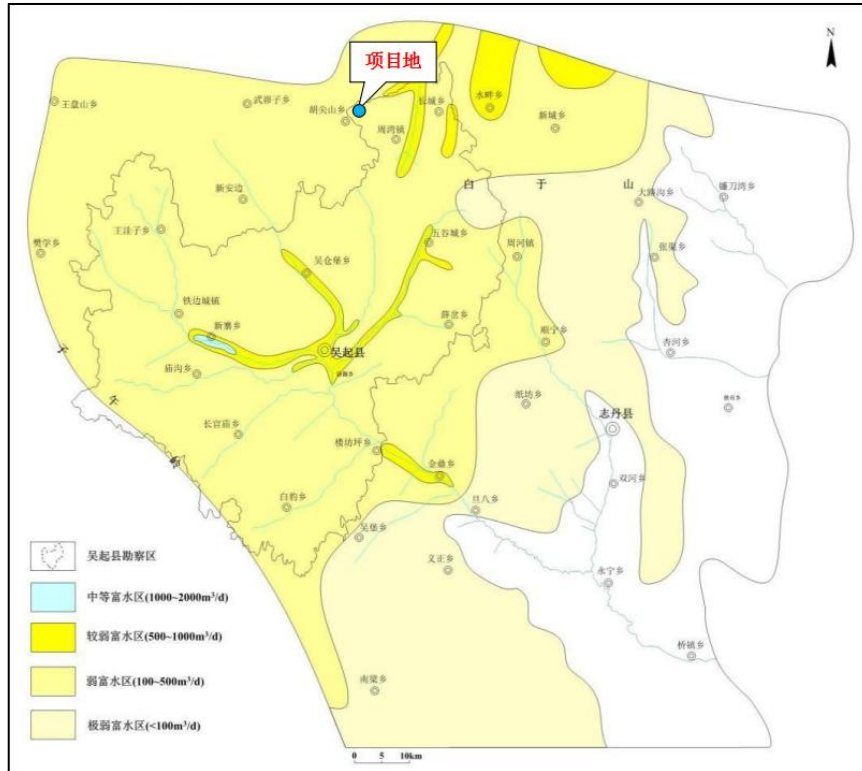 项目地
N
王盘山乡
武峁子乡
胡尖山乡
周湾镇
长城乡
水畔乡
新城乡
白于山
大路沟乡
镰刀湾乡
新安边
王洼子乡
樊学乡
吴仓堡乡
五谷城乡
周河镇
张渠乡
铁边城镇
新寨乡
吴起县
薛岔乡
顺宁乡
杏河乡
庙沟乡
纸坊乡
志丹县
子午岭
长官庙乡
楼坊坪乡
金鼎乡
双河乡
白豹乡
旦八乡
吴堡乡
义正乡
永宁乡
桥镇乡
南梁乡
吴起县勘察区
中等富水区(1000~2000m³/d)
较弱富水区(500~1000m³/d)
弱富水区(100~500m³/d)
极弱富水区(<100m³/d)
0 5 10km